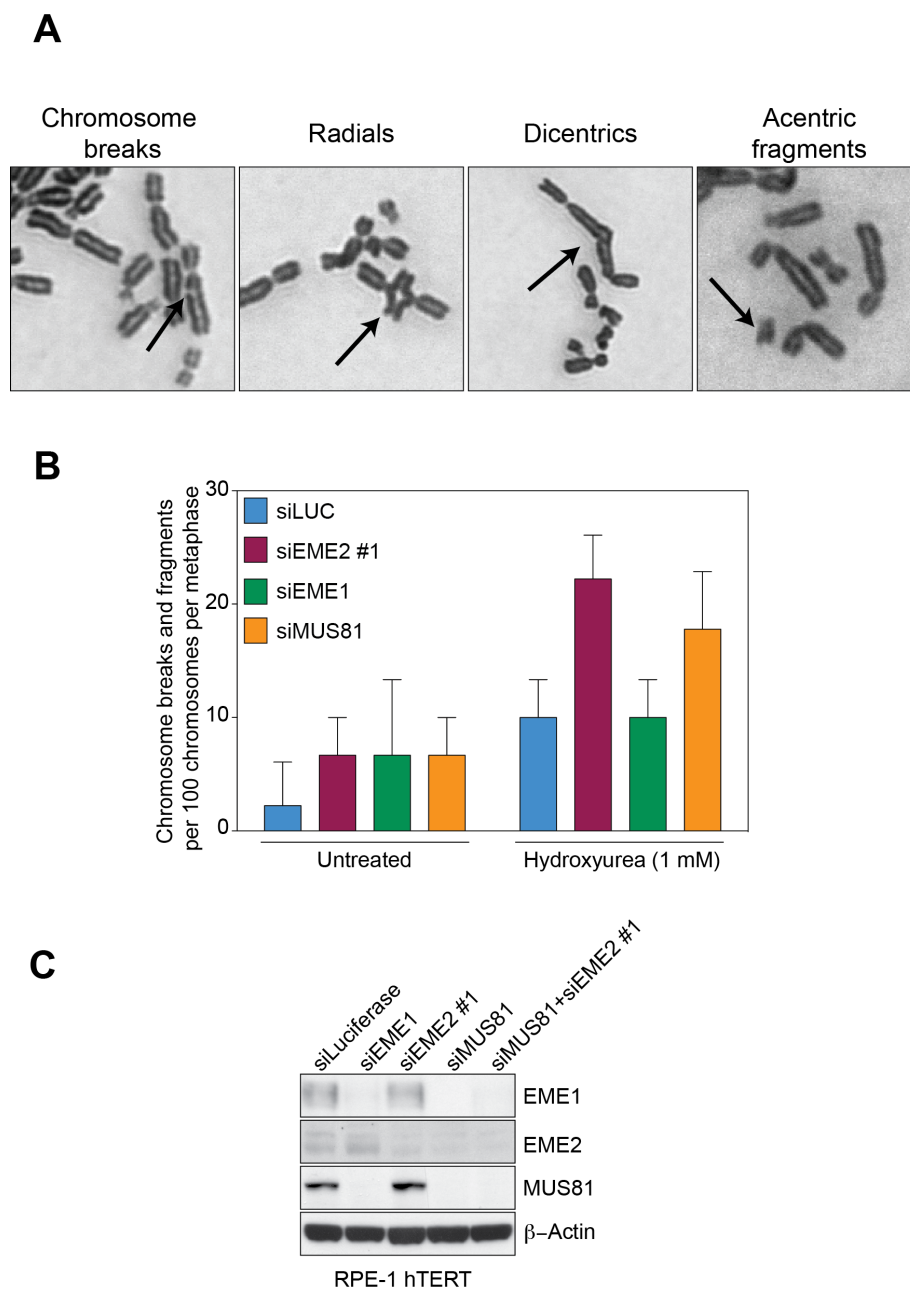 A
Chromosome
breaks
Radials
Dicentrics
Acentric
fragments
B
Chromosome breaks and fragments
per 100 chromosomes per metaphase
30
20
10
0
siLUC
siEME2 #1
siEME1
siMUS81
Untreated
Hydroxyurea (1 mM)
C
siLuciferase
siEME1
siEME2 #1
siMUS81
siMUS81+siEME2 #1
EME1
EME2
MUS81
β–Actin
RPE-1 hTERT